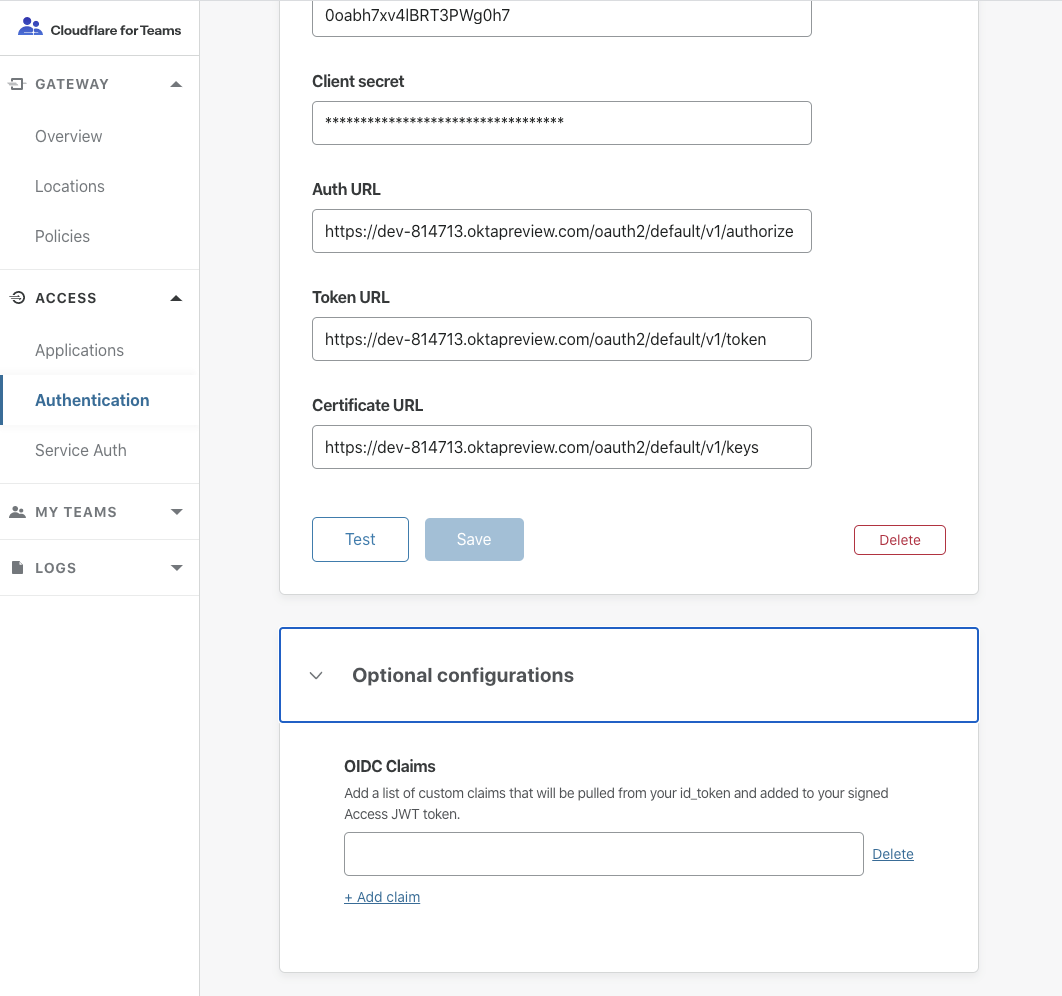 Cloudflare for Teams
GATEWAY
Overview
Locations
Policies
ACCESS
Applications
Authentication
Service Auth
MY TEAMS
LOGS
0oabh7xv4lBRT3PWg0h7
Client secret
**********************************
Auth URL
https://dev-814713.oktapreview.com/oauth2/default/v1/authorize
Token URL
https://dev-814713.oktapreview.com/oauth2/default/v1/token
Certificate URL
https://dev-814713.oktapreview.com/oauth2/default/v1/keys
Test
Save
Delete
Optional configurations
OIDC Claims
Add a list of custom claims that will be pulled from your id_token and added to your signed
Access JWT token.
Delete
+ Add claim